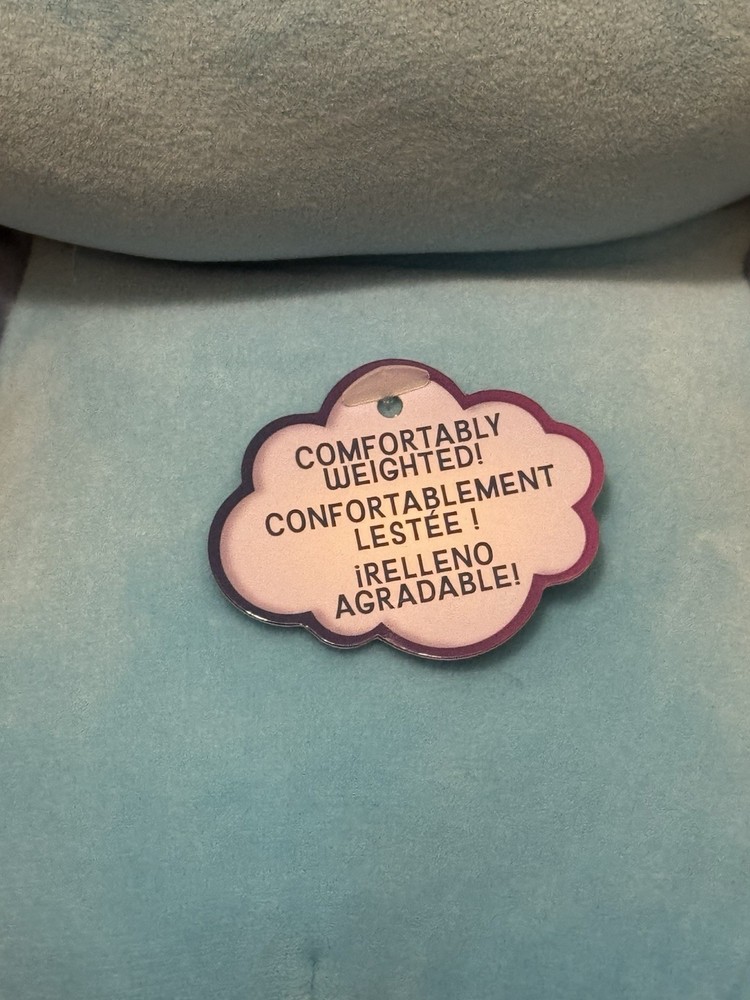 COMFORTABLY
WEIGHTED!
CONFORTABLEMENT
LESTÉE !
¡RELLENO
AGRADABLE!